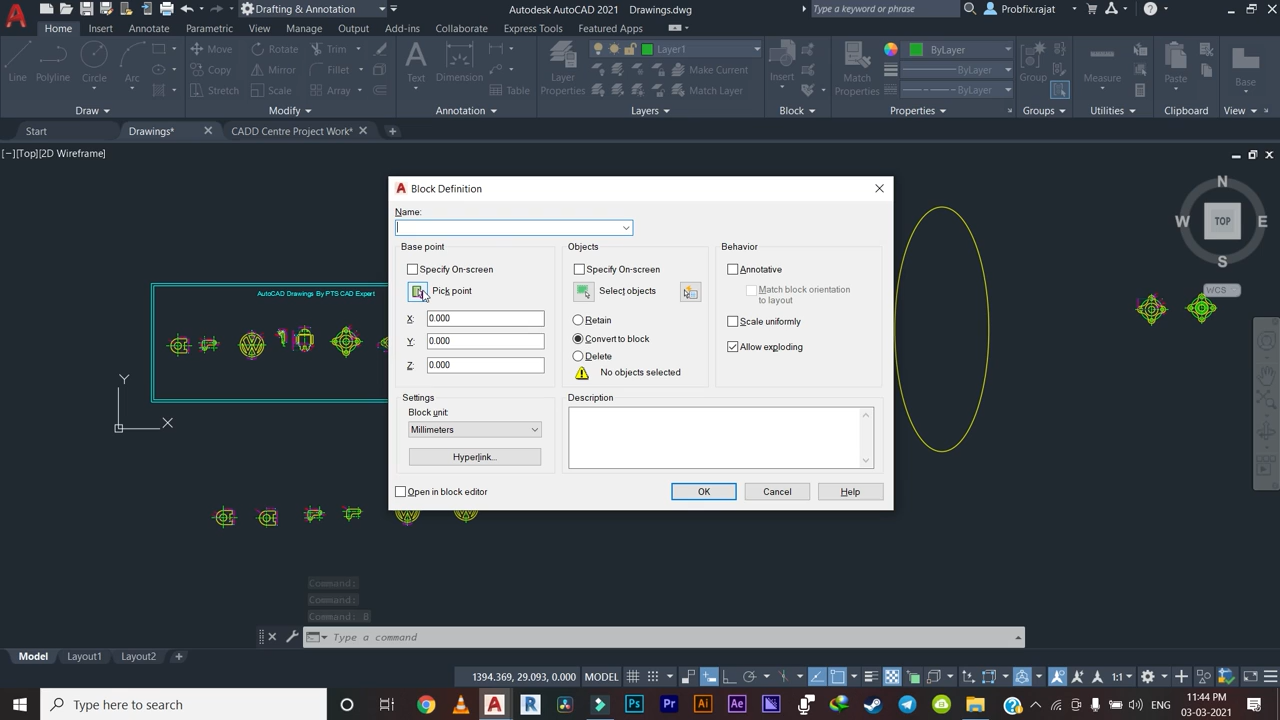 Drafting & Annotation
Autodesk AutoCAD 2021 Drawings.dwg
Type a keyword or phrase
Probfix.rajat
Home Insert Annotate Parametric View Manage Output Add-ins Collaborate Express Tools Featured Apps
Line Polyline Circle Arc
Move Rotate Trim
Copy Mirror Fillet
Stretch Scale Array
Text Dimension Table
Layer Properties
Layer1
Make Current
Match Layer
Insert
Match Properties
ByLayer
ByLayer
ByLayer
Group Measure Paste Base
Draw Modify Annotation Layers Block Properties Groups Utilities Clipboard View
Start Drawings* CADD Centre Project Work*
[−][Top][2D Wireframe]
N
W TOP E
S
WCS
AutoCAD Drawings By PTS CAD Expert
Y
X
Block Definition
Name:
Base point
Specify On-screen
Pick point
X: 0.000
Y: 0.000
Z: 0.000
Objects
Specify On-screen
Select objects
Retain
Convert to block
Delete
No objects selected
Behavior
Annotative
Match block orientation
to layout
Scale uniformly
Allow exploding
Settings
Block unit:
Millimeters
Hyperlink...
Description
Open in block editor
OK Cancel Help
Command:
Command:
Command: B
Type a command
Model Layout1 Layout2
1394.369, 29.093, 0.000 MODEL
1:1
Type here to search
ENG
11:44 PM
03-03-2021